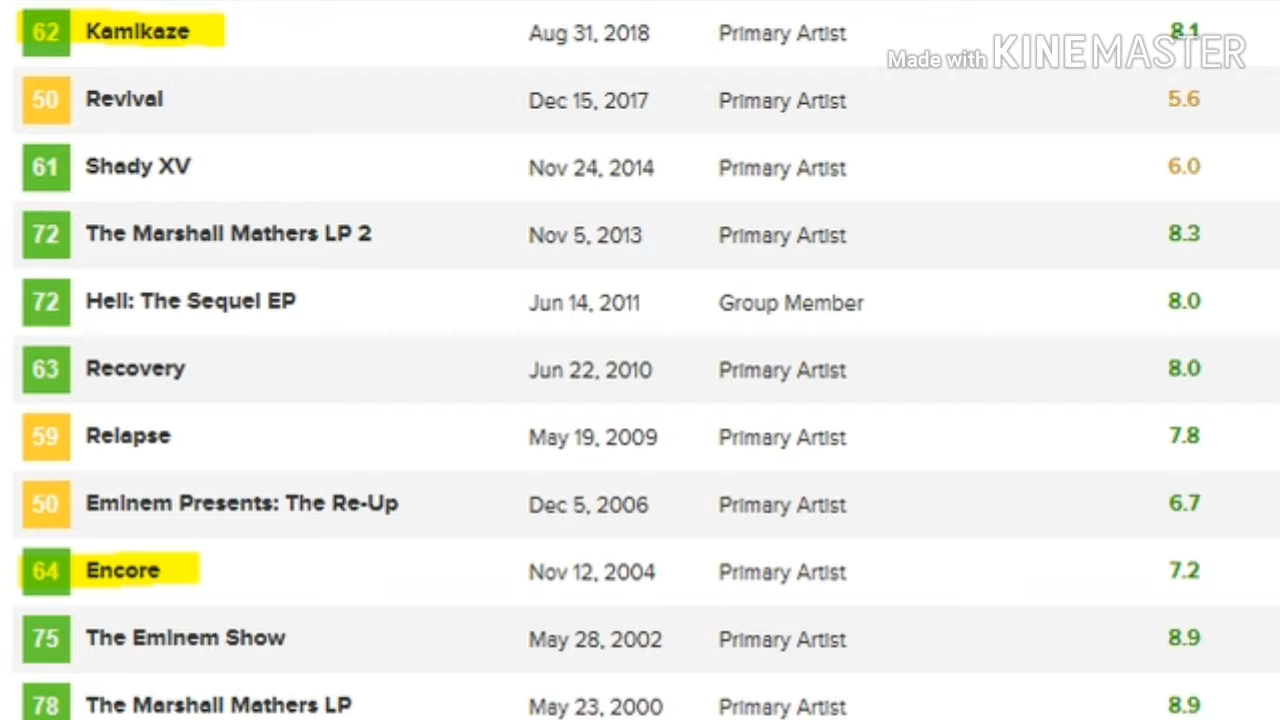 62 Kamikaze Aug 31, 2018 Primary Artist 8.1
Made with KINEMASTER
50 Revival Dec 15, 2017 Primary Artist 5.6
61 Shady XV Nov 24, 2014 Primary Artist 6.0
72 The Marshall Mathers LP 2 Nov 5, 2013 Primary Artist 8.3
72 Hell: The Sequel EP Jun 14, 2011 Group Member 8.0
63 Recovery Jun 22, 2010 Primary Artist 8.0
59 Relapse May 19, 2009 Primary Artist 7.8
50 Eminem Presents: The Re-Up Dec 5, 2006 Primary Artist 6.7
64 Encore Nov 12, 2004 Primary Artist 7.2
75 The Eminem Show May 28, 2002 Primary Artist 8.9
78 The Marshall Mathers LP May 23, 2000 Primary Artist 8.9